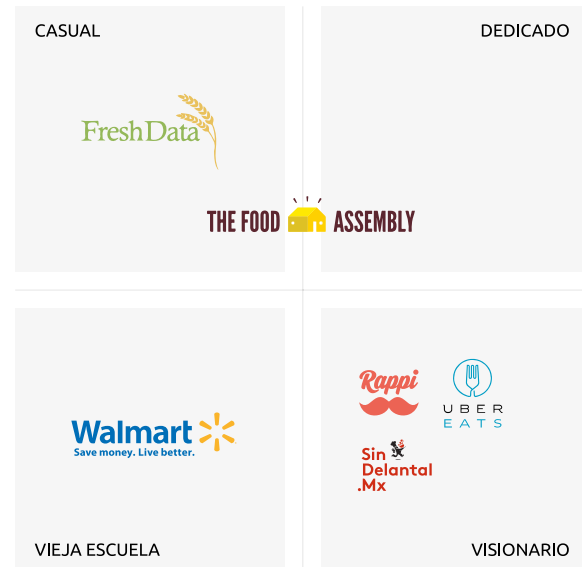 CASUAL
DEDICADO
FreshData
THE FOOD ASSEMBLY
Walmart
Save money. Live better.
Rappi
UBER
EATS
Sin
Delantal
.Mx
VIEJA ESCUELA
VISIONARIO